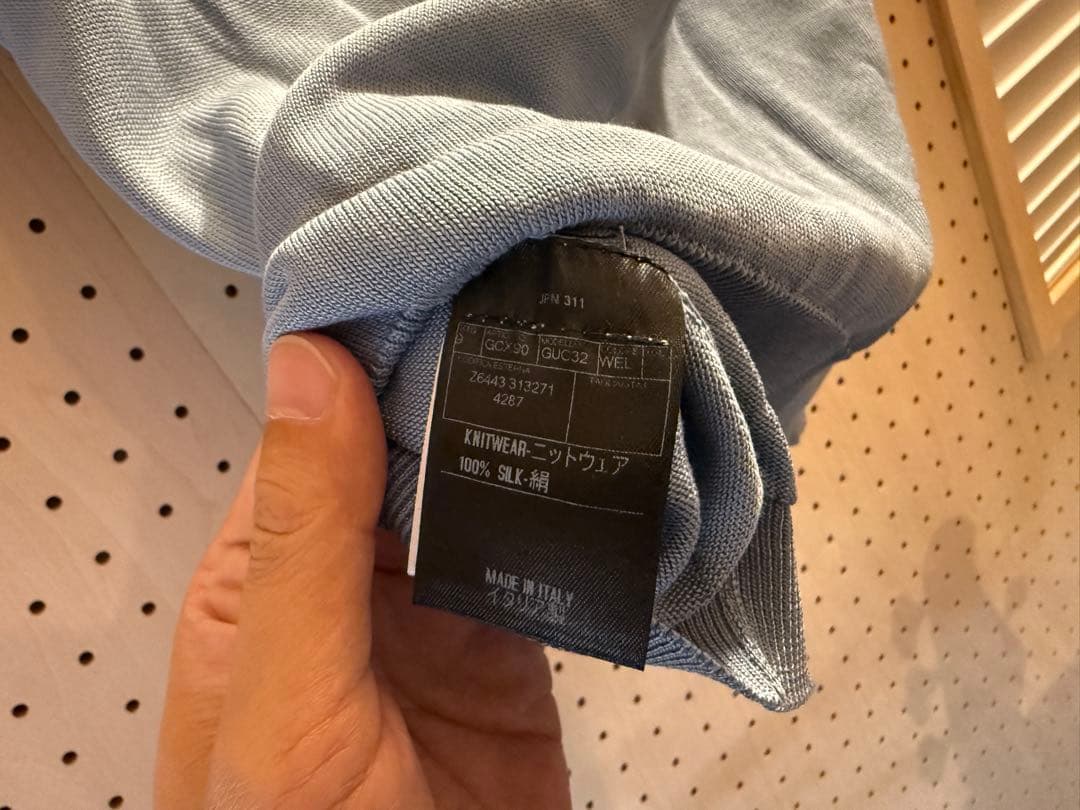 JPN 311
9 GCX90 GUC32 WEL
Z6443 313271
4287
KNITWEAR-ニットウェア
100% SILK-絹
MADE IN ITALY
イタリア製